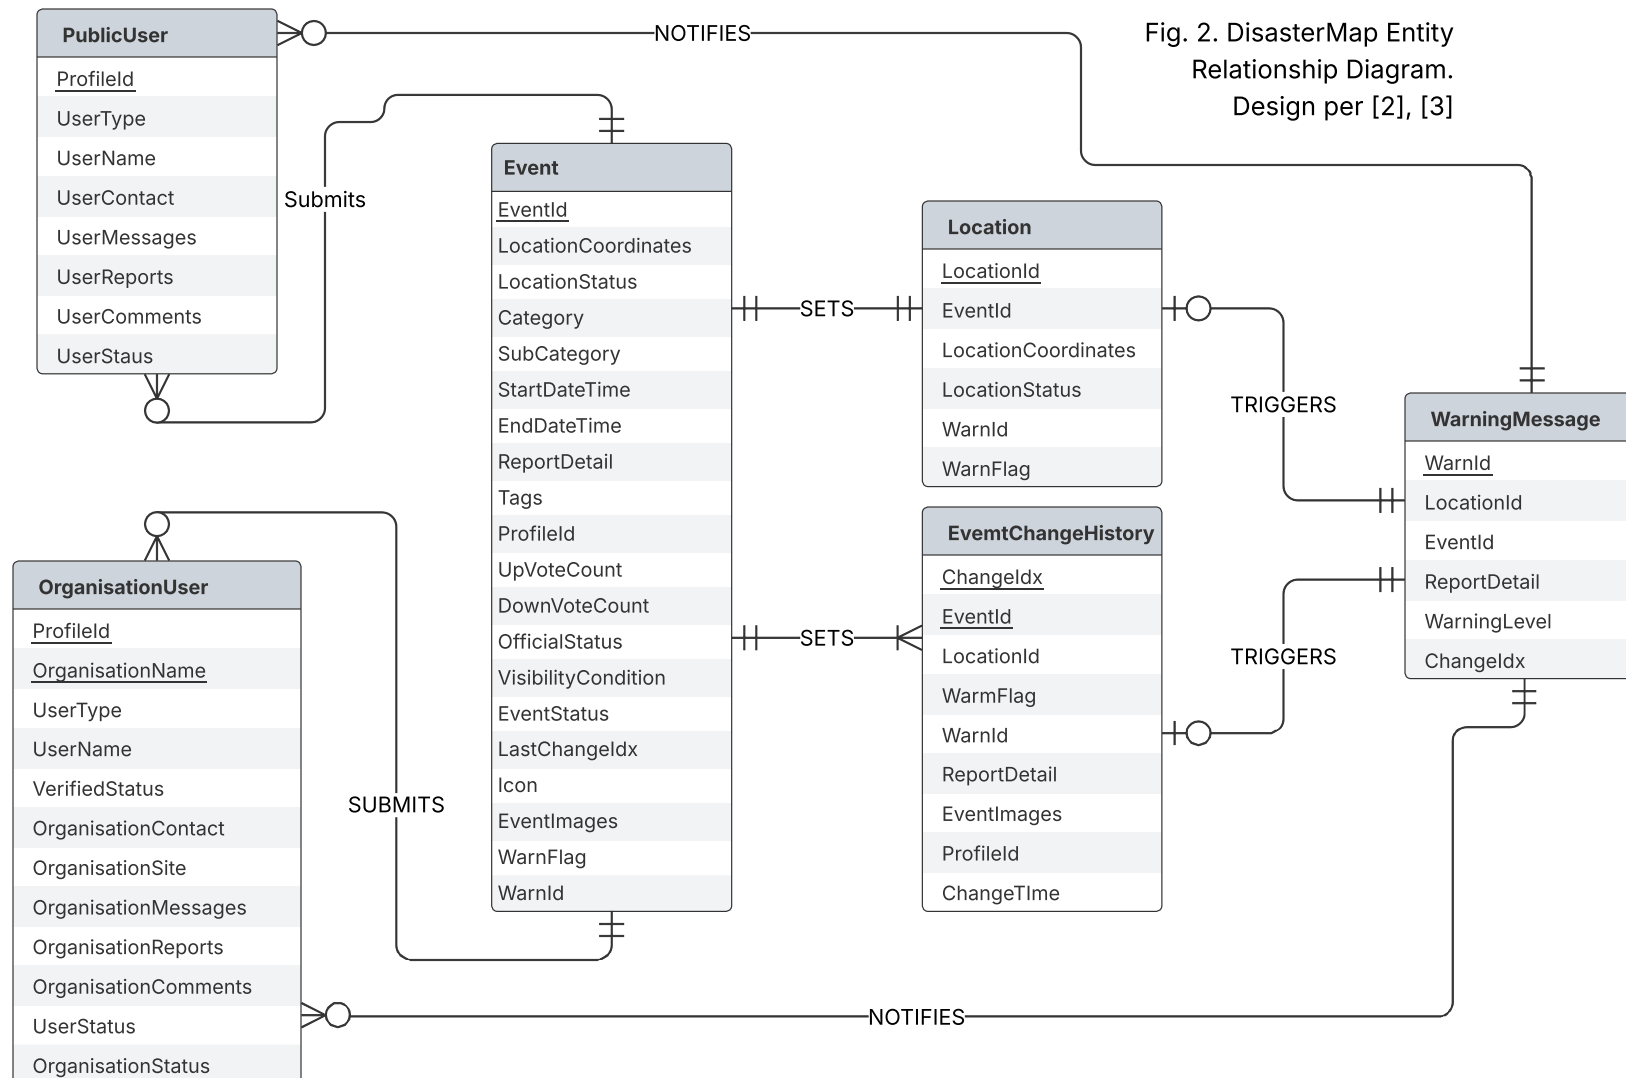 PublicUser
ProfileId
UserType
UserName
UserContact
UserMessages
UserReports
UserComments
UserStaus
NOTIFIES
Fig. 2. DisasterMap Entity
Relationship Diagram.
Design per [2], [3]
Submits
Event
EventId
LocationCoordinates
LocationStatus
Category
SubCategory
StartDateTime
EndDateTime
ReportDetail
Tags
ProfileId
UpVoteCount
DownVoteCount
OfficialStatus
VisibilityCondition
EventStatus
LastChangeIdx
Icon
EventImages
WarnFlag
WarnId
SETS
SETS
Location
LocationId
EventId
LocationCoordinates
LocationStatus
WarnId
WarnFlag
EvemtChangeHistory
ChangeIdx
EventId
LocationId
WarmFlag
WarnId
ReportDetail
EventImages
ProfileId
ChangeTIme
TRIGGERS
TRIGGERS
WarningMessage
WarnId
LocationId
EventId
ReportDetail
WarningLevel
ChangeIdx
OrganisationUser
ProfileId
OrganisationName
UserType
UserName
VerifiedStatus
OrganisationContact
OrganisationSite
OrganisationMessages
OrganisationReports
OrganisationComments
UserStatus
OrganisationStatus
SUBMITS
NOTIFIES